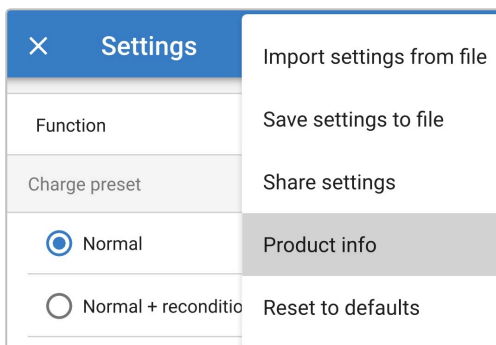 Settings
Import settings from file
Save settings to file
Function
Share settings
Charge preset
Product info
Normal
Reset to defaults
Normal + reconditio